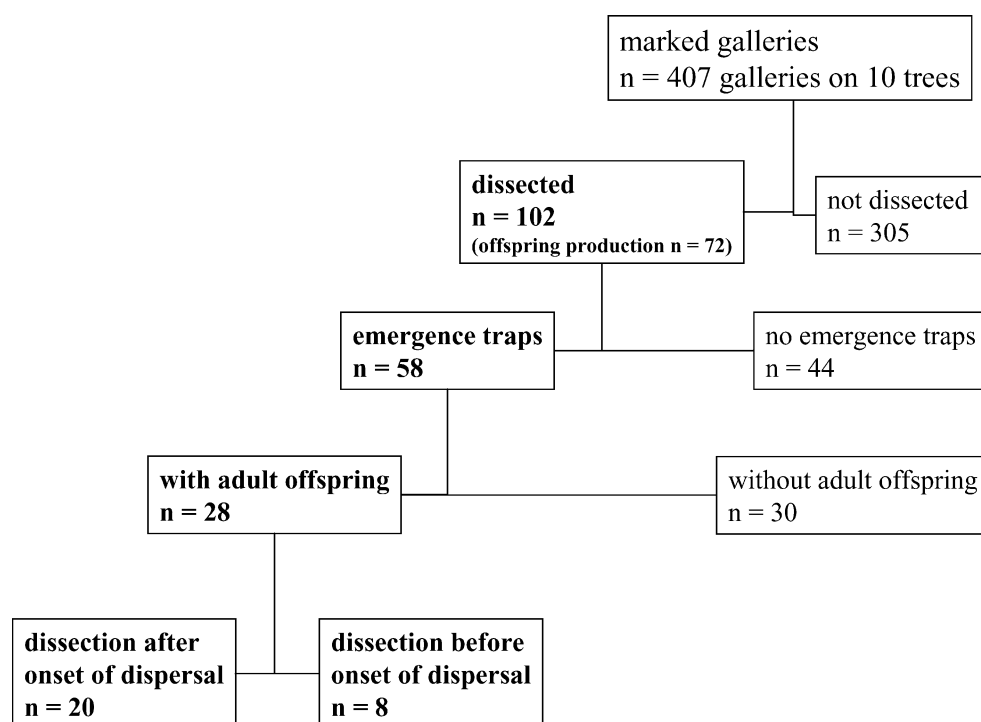 marked galleries
n = 407 galleries on 10 trees
dissected
n = 102
(offspring production n = 72)
not dissected
n = 305
emergence traps
n = 58
no emergence traps
n = 44
with adult offspring
n = 28
without adult offspring
n = 30
dissection after
onset of dispersal
n = 20
dissection before
onset of dispersal
n = 8